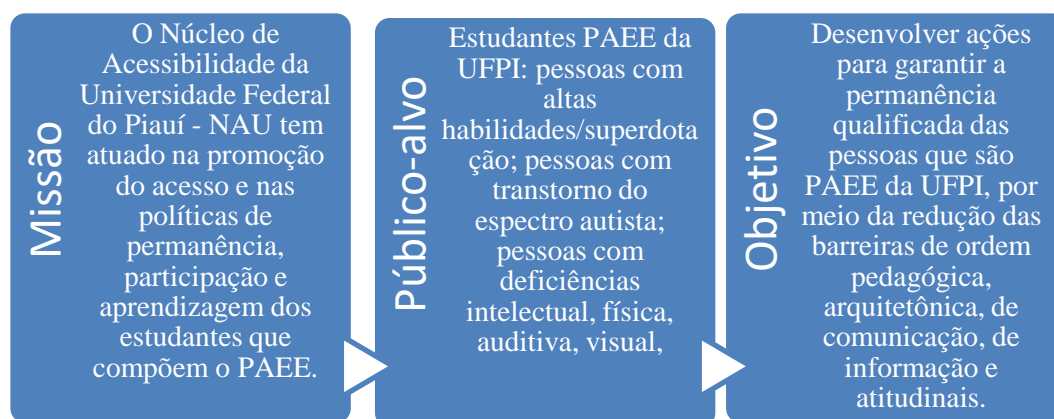 Missão
O Núcleo de
Acessibilidade da
Universidade Federal
do Piauí - NAU tem
atuado na promoção
do acesso e nas
políticas de
permanência,
participação e
aprendizagem dos
estudantes que
compõem o PAEE.
Público-alvo
Estudantes PAEE da
UFPI: pessoas com
altas
habilidades/superdota
ção; pessoas com
transtorno do
espectro autista;
pessoas com
deficiências
intelectual, física,
auditiva, visual,
Objetivo
Desenvolver ações
para garantir a
permanência
qualificada das
pessoas que são
PAEE da UFPI, por
meio da redução das
barreiras de ordem
pedagógica,
arquitetônica, de
comunicação, de
informação e
atitudinais.